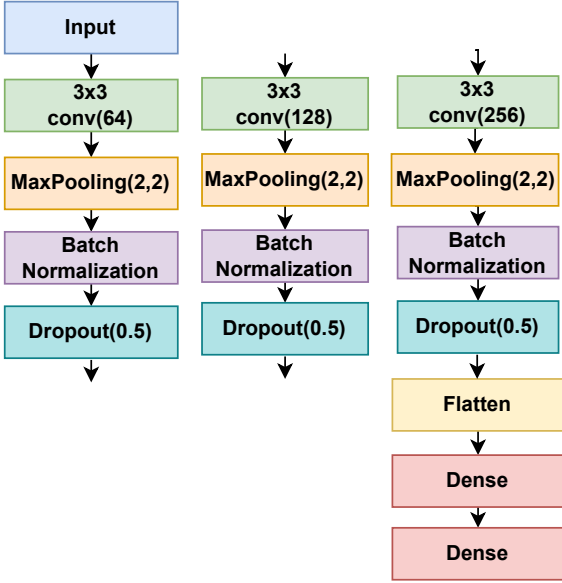 Input
3x3
conv(64)
MaxPooling(2,2)
Batch
Normalization
Dropout(0.5)
3x3
conv(128)
MaxPooling(2,2)
Batch
Normalization
Dropout(0.5)
3x3
conv(256)
MaxPooling(2,2)
Batch
Normalization
Dropout(0.5)
Flatten
Dense
Dense